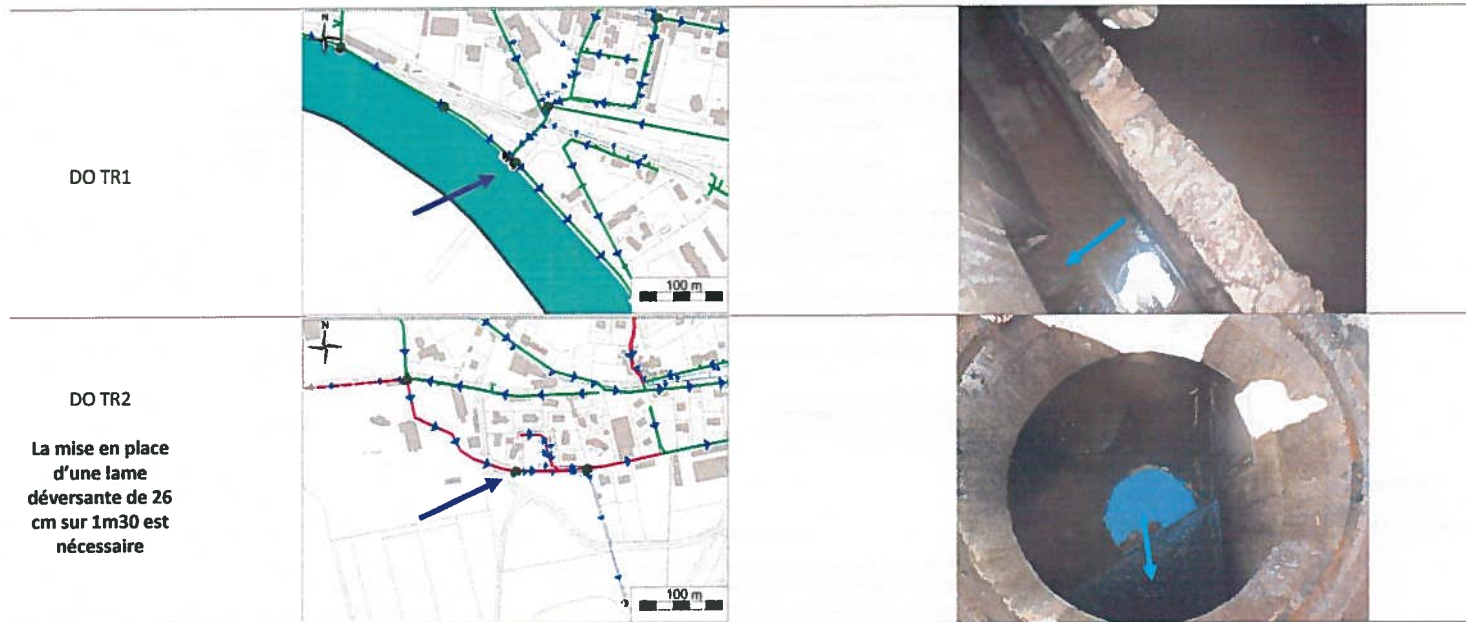 DO TR1
N
100 m
DO TR2
La mise en place
d'une lame
déversante de 26
cm sur 1m30 est
nécessaire
N
100 m